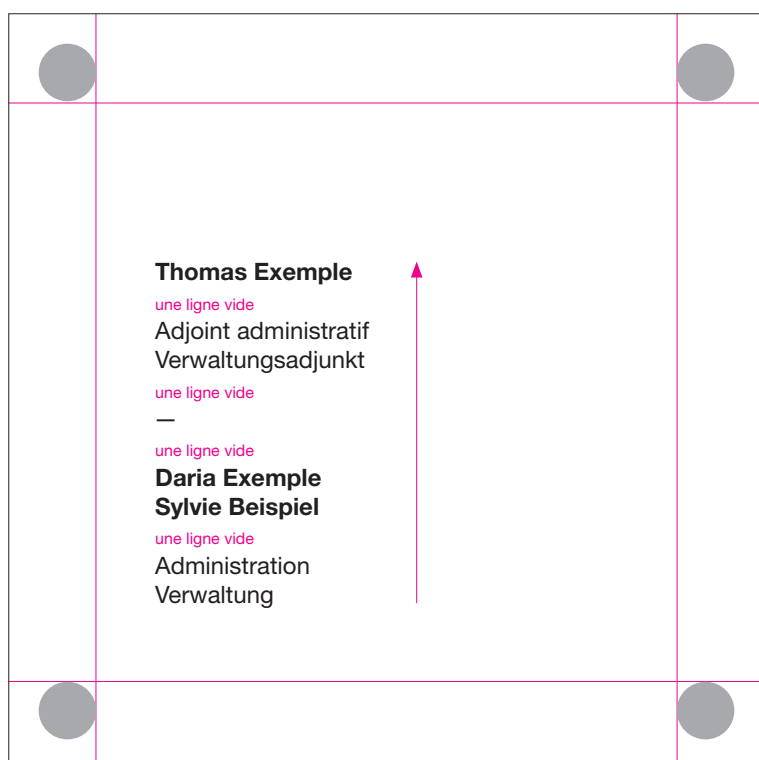 Thomas Exemple
une ligne vide
Adjoint administratif
Verwaltungsadjunkt
une ligne vide
—
une ligne vide
Daria Exemple
Sylvie Beispiel
une ligne vide
Administration
Verwaltung